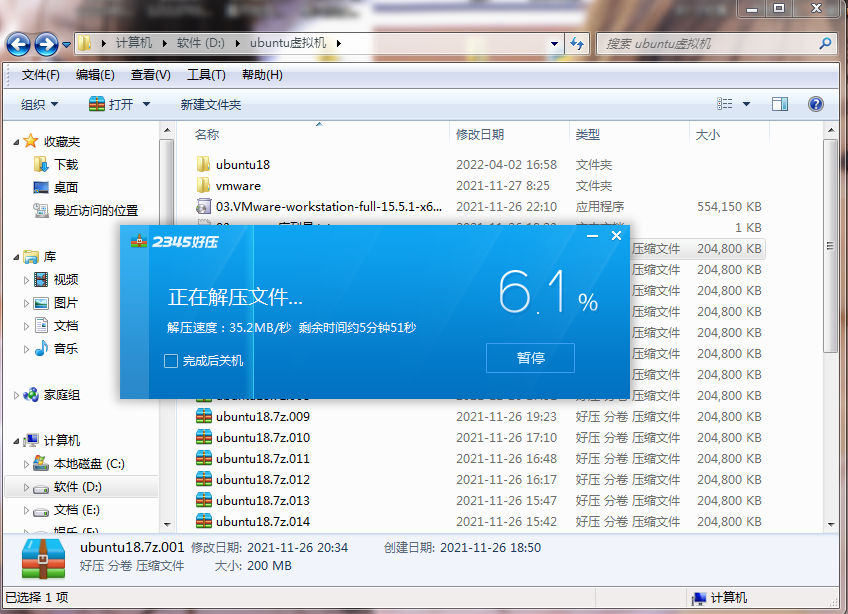 计算机 软件 (D:) ubuntu虚拟机
搜索 ubuntu虚拟机
文件(F) 编辑(E) 查看(V) 工具(T) 帮助(H)
组织 打开 新建文件夹
收藏夹
下载
桌面
最近访问的位置
库
视频
图片
文档
音乐
家庭组
计算机
本地磁盘 (C:)
软件 (D:)
文档 (E:)
娱乐 (F:)
名称 修改日期 类型 大小
ubuntu18 2022-04-02 16:58 文件夹
vmware 2021-11-27 8:25 文件夹
03.VMware-workstation-full-15.5.1-x6... 2021-11-26 22:10 应用程序 554,150 KB
1 KB
压缩文件 204,800 KB
压缩文件 204,800 KB
压缩文件 204,800 KB
压缩文件 204,800 KB
压缩文件 204,800 KB
压缩文件 204,800 KB
压缩文件 204,800 KB
压缩文件 204,800 KB
ubuntu18.7z.009 2021-11-26 19:23 好压 分卷 压缩文件 204,800 KB
ubuntu18.7z.010 2021-11-26 17:10 好压 分卷 压缩文件 204,800 KB
ubuntu18.7z.011 2021-11-26 16:48 好压 分卷 压缩文件 204,800 KB
ubuntu18.7z.012 2021-11-26 16:17 好压 分卷 压缩文件 204,800 KB
ubuntu18.7z.013 2021-11-26 15:47 好压 分卷 压缩文件 204,800 KB
ubuntu18.7z.014 2021-11-26 15:42 好压 分卷 压缩文件 204,800 KB
2345好压
正在解压文件...
6.1 %
解压速度：35.2MB/秒 剩余时间约5分钟51秒
完成后关机
暂停
ubuntu18.7z.001 修改日期: 2021-11-26 20:34 创建日期: 2021-11-26 18:50
好压 分卷 压缩文件 大小: 200 MB
已选择 1 项 计算机